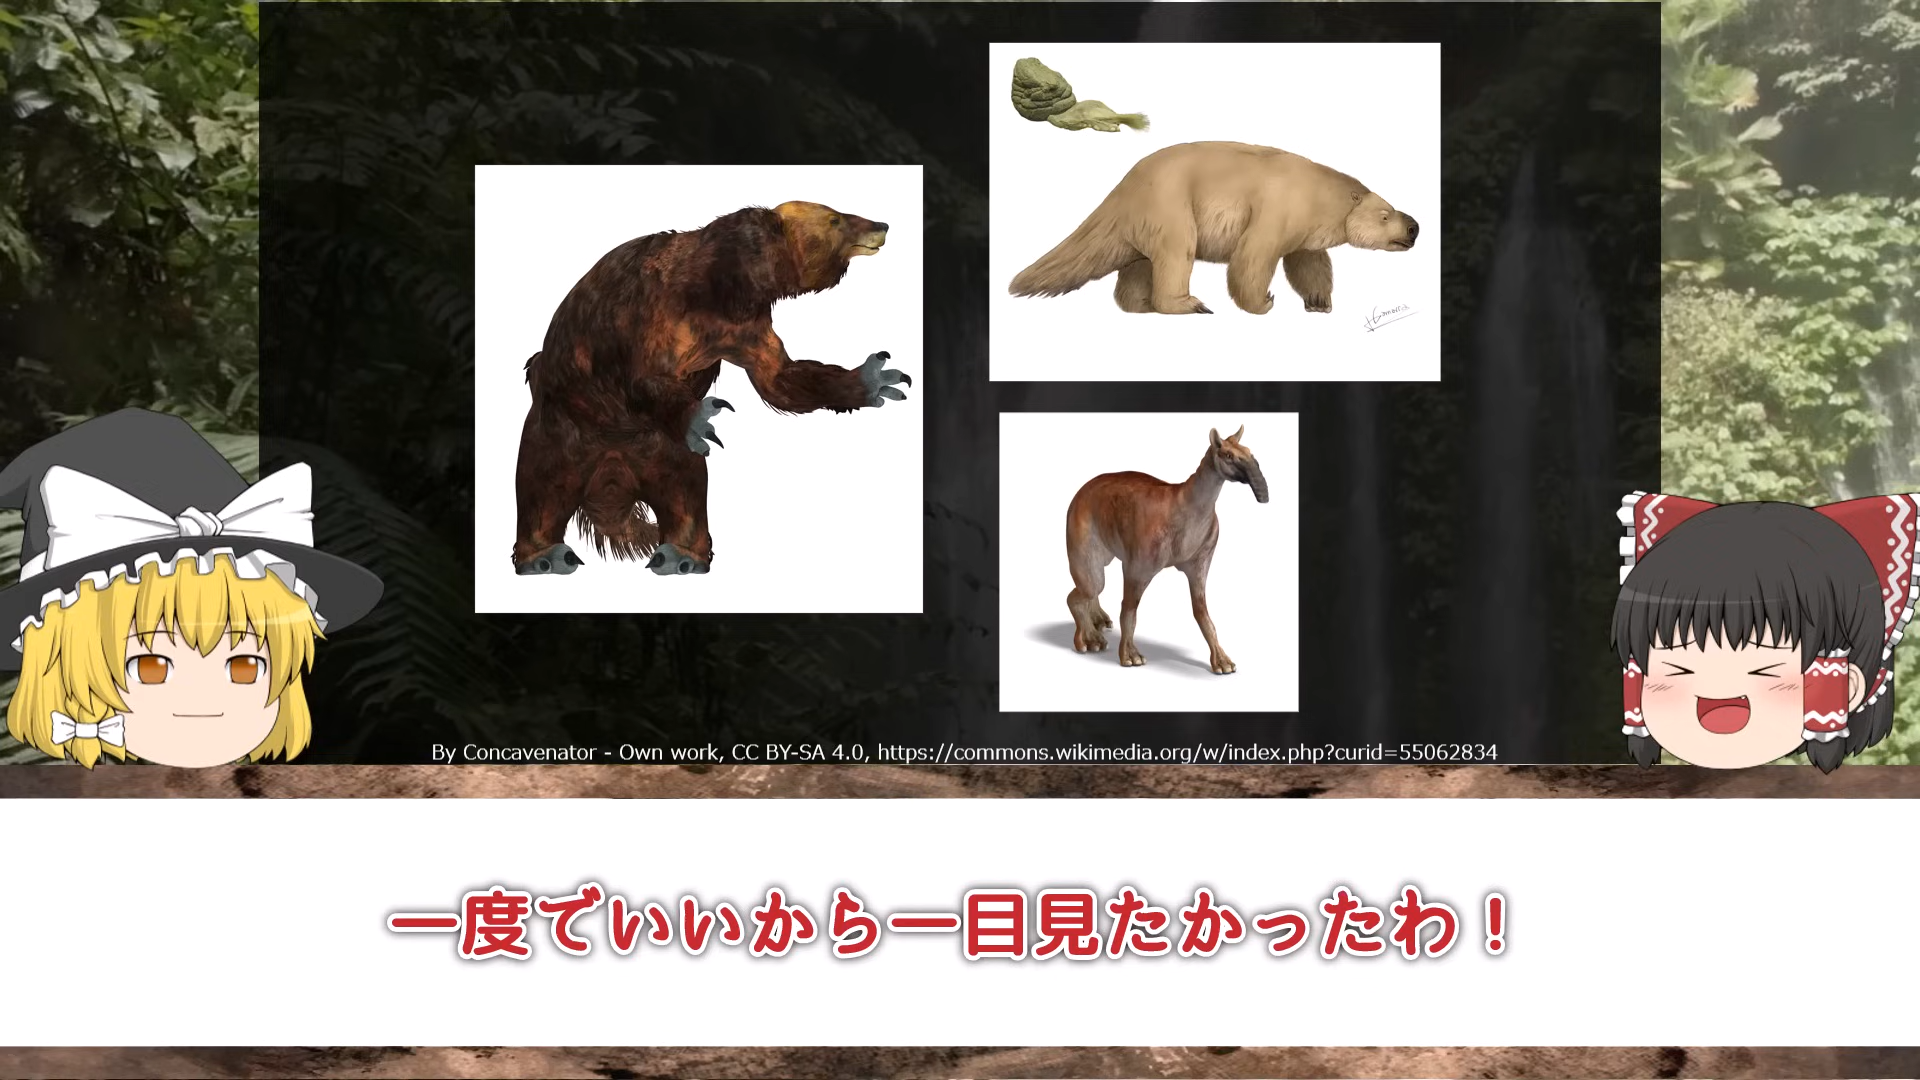 By Concavenator - Own work, CC BY-SA 4.0, https://commons.wikimedia.org/w/index.php?curid=55062834
一度でいいから一目見たかったわ！